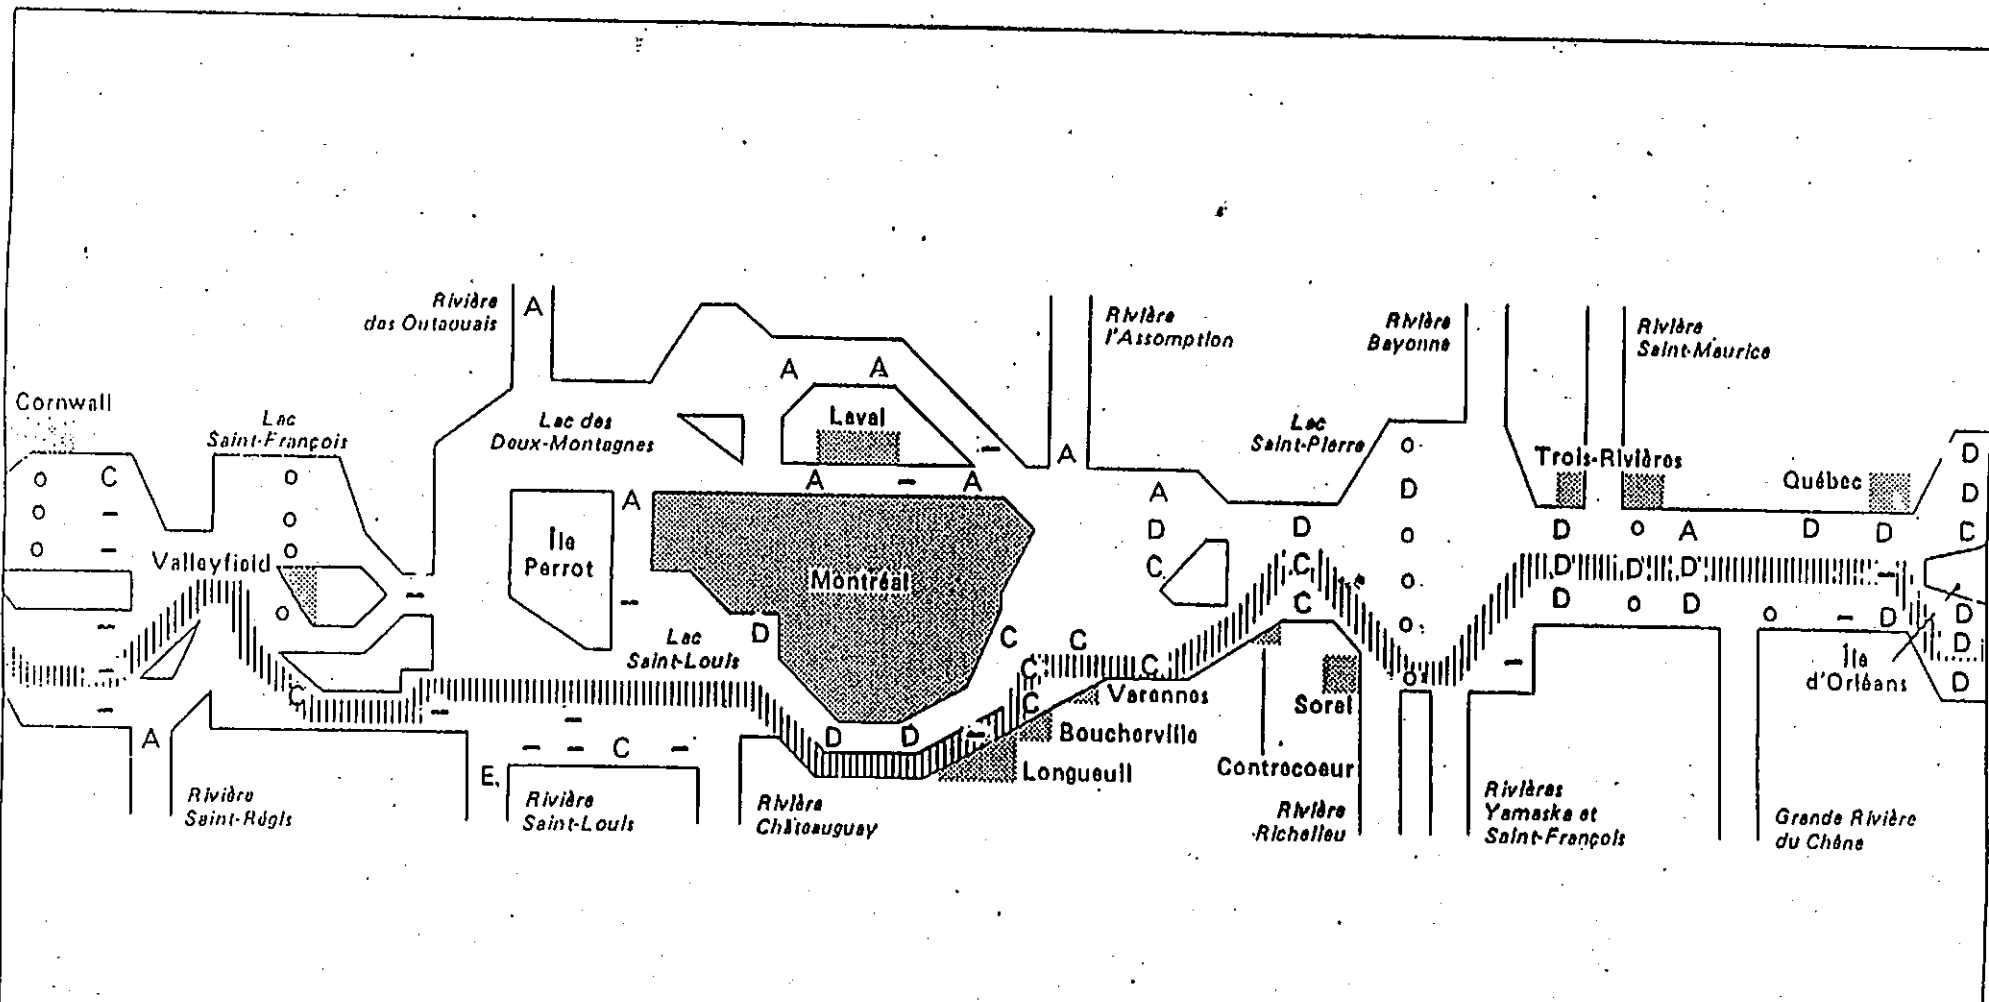 Rivière
des Outaouais
A
Rivière
l'Assomption
Rivière
Bayonne
Rivière
Saint-Maurice
Cornwall
Lac
Saint-François
Lac des
Deux-Montagnes
A A
Laval
Lac
Saint-Pierre
Trois-Rivières
Québec
A
A
A
A
A
o C
o
o
o
o
o
Valleyfield
Île
Perrot
Montréal
A
D
C
D
C
C
o
D
o
o
o
o
D o A D D
D D D
D o D o D
D
D
C
D
D
D
o
C
Lac
Saint-Louis
D
C C
C C
C
D D
Varennes
Boucherville
Longueuil
Contrecoeur
Sorel
Île
d'Orléans
A
C
E
Rivière
Saint-Régis
Rivière
Saint-Louis
Rivière
Châteauguay
Rivière
Richelieu
Rivières
Yamaska et
Saint-François
Grande Rivière
du Chêne